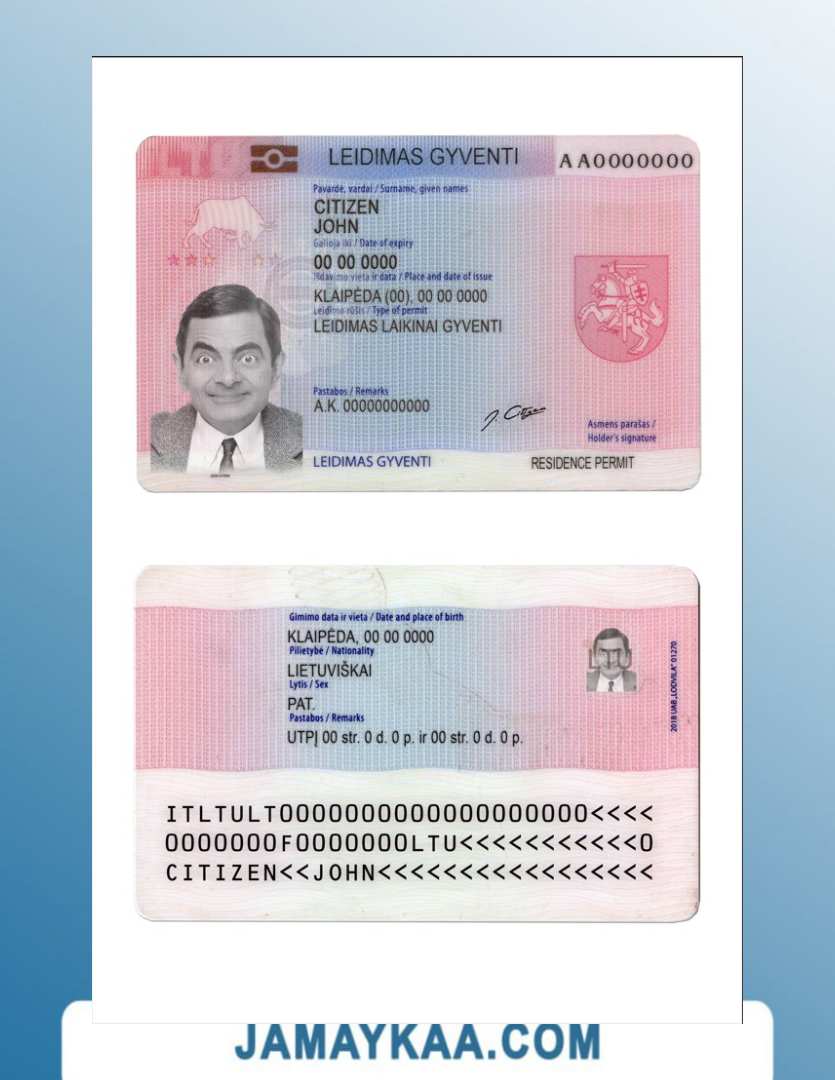 LTU
LEIDIMAS GYVENTI
AA0000000
Pavardė, vardai / Surname, given names
CITIZEN
JOHN
Galioja iki / Date of expiry
00 00 0000
Išdavimo vieta ir data / Place and date of issue
KLAIPĖDA (00), 00 00 0000
Leidimo rūšis / Type of permit
LEIDIMAS LAIKINAI GYVENTI
Pastabos / Remarks
A.K. 00000000000
J. Citizen
Asmens parašas /
Holder's signature
LEIDIMAS GYVENTI
RESIDENCE PERMIT
Gimimo data ir vieta / Date and place of birth
KLAIPĖDA, 00 00 0000
Pilietybė / Nationality
LIETUVIŠKAI
Lytis / Sex
PAT.
Pastabos / Remarks
UTPĮ 00 str. 0 d. 0 p. ir 00 str. 0 d. 0 p.
LTU
2018 UAB „LODVILA" 01270
ITLTULT00000000000000000000<<<<
0000000F0000000LTU<<<<<<<<<<<0
CITIZEN<<JOHN<<<<<<<<<<<<<<<<<
JAMAYKAA.COM